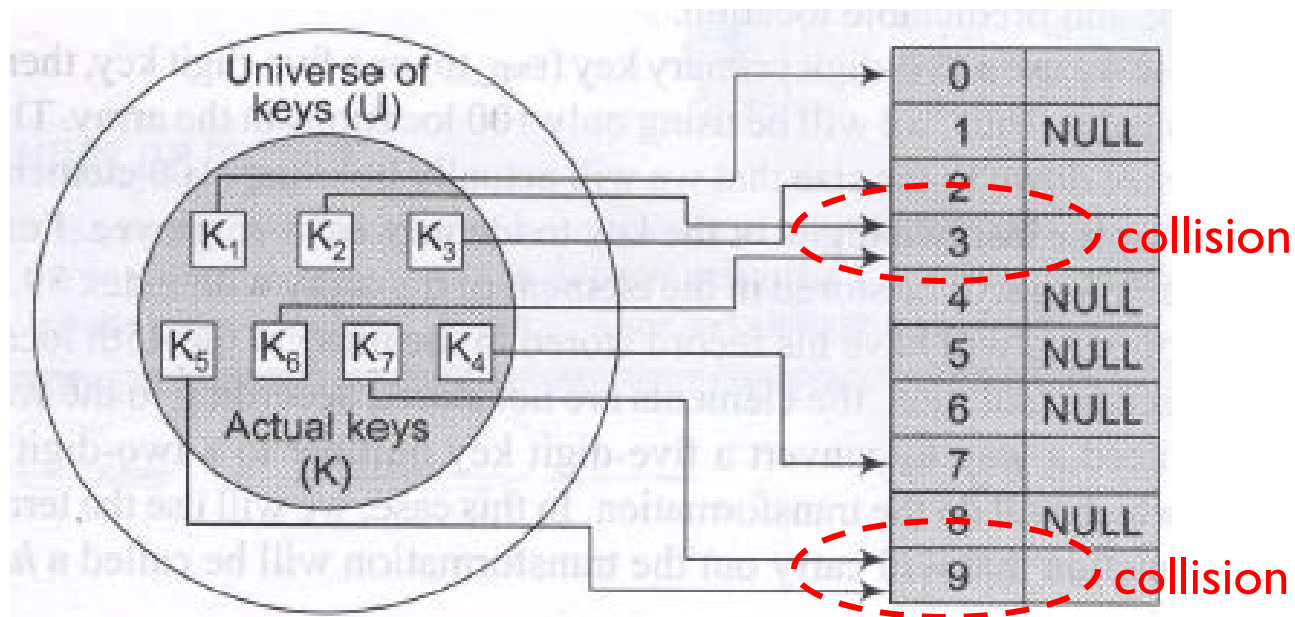 Universe of
keys (U)
K1
K2
K3
K5
K6
K7
K4
Actual keys
(K)
0
1 NULL
2
3
collision
4 NULL
5 NULL
6 NULL
7
8 NULL
9
collision